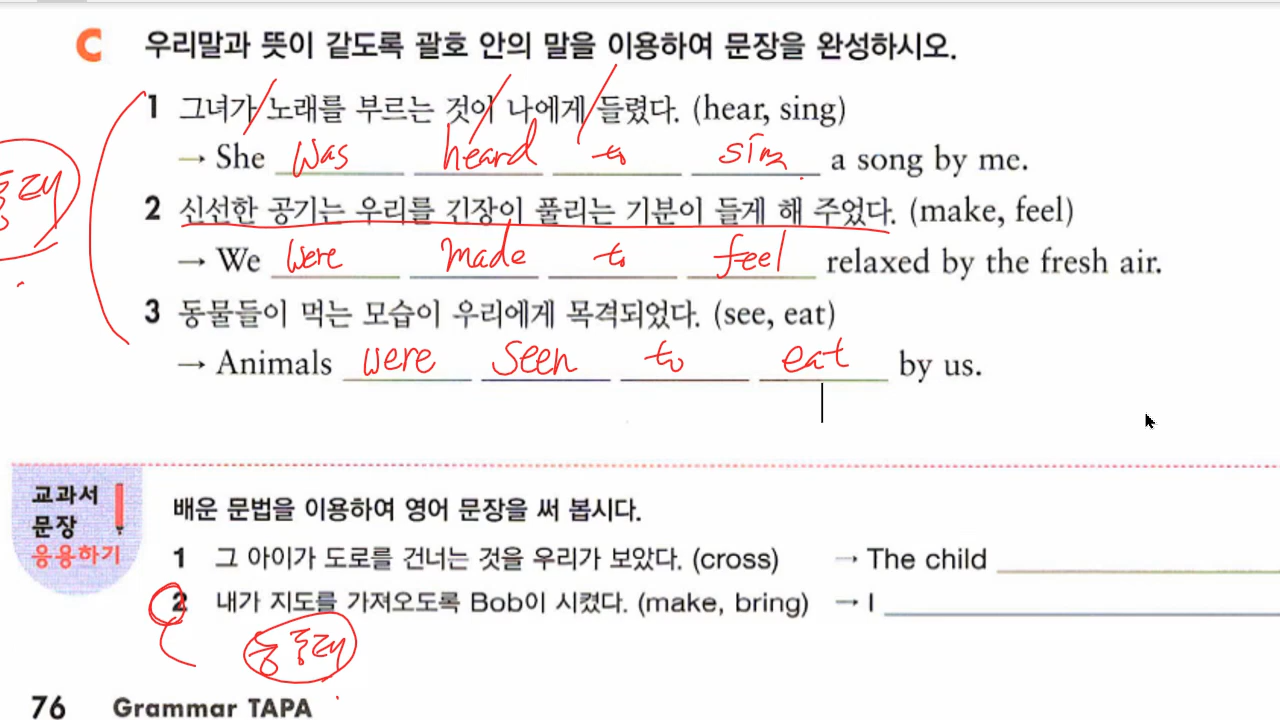 C 우리말과 뜻이 같도록 괄호 안의 말을 이용하여 문장을 완성하시오.
1 그녀가 노래를 부르는 것이 나에게 들렸다. (hear, sing)
→ She was heard to sing a song by me.
2 신선한 공기는 우리를 긴장이 풀리는 기분이 들게 해 주었다. (make, feel)
→ We were made to feel relaxed by the fresh air.
3 동물들이 먹는 모습이 우리에게 목격되었다. (see, eat)
→ Animals were seen to eat by us.
교과서
문장
응용하기
배운 문법을 이용하여 영어 문장을 써 봅시다.
1 그 아이가 도로를 건너는 것을 우리가 보았다. (cross) → The child
2 내가 지도를 가져오도록 Bob이 시켰다. (make, bring) → I
능동태
76 Grammar TAPA